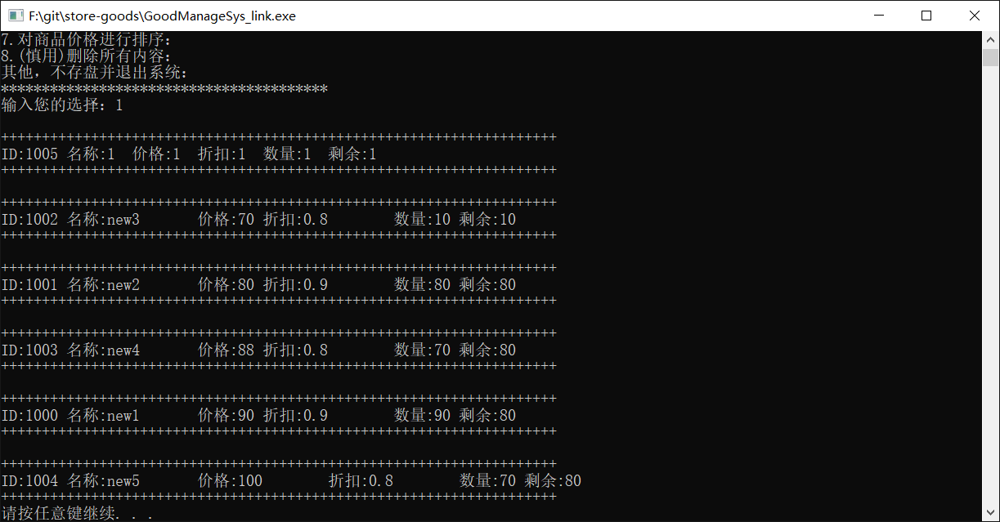 F:\git\store-goods\GoodManageSys_link.exe
7.对商品价格进行排序:
8.(慎用)删除所有内容:
其他，不存盘并退出系统:
****************************************
输入您的选择: 1
++++++++++++++++++++++++++++++++++++++++++++++++++++++++++++++++++++
ID:1005 名称:1  价格:1  折扣:1  数量:1  剩余:1
++++++++++++++++++++++++++++++++++++++++++++++++++++++++++++++++++++
++++++++++++++++++++++++++++++++++++++++++++++++++++++++++++++++++++
ID:1002 名称:new3       价格:70 折扣:0.8        数量:10 剩余:10
++++++++++++++++++++++++++++++++++++++++++++++++++++++++++++++++++++
++++++++++++++++++++++++++++++++++++++++++++++++++++++++++++++++++++
ID:1001 名称:new2       价格:80 折扣:0.9        数量:80 剩余:80
++++++++++++++++++++++++++++++++++++++++++++++++++++++++++++++++++++
++++++++++++++++++++++++++++++++++++++++++++++++++++++++++++++++++++
ID:1003 名称:new4       价格:88 折扣:0.8        数量:70 剩余:80
++++++++++++++++++++++++++++++++++++++++++++++++++++++++++++++++++++
++++++++++++++++++++++++++++++++++++++++++++++++++++++++++++++++++++
ID:1000 名称:new1       价格:90 折扣:0.9        数量:90 剩余:80
++++++++++++++++++++++++++++++++++++++++++++++++++++++++++++++++++++
++++++++++++++++++++++++++++++++++++++++++++++++++++++++++++++++++++
ID:1004 名称:new5       价格:100        折扣:0.8        数量:70 剩余:80
++++++++++++++++++++++++++++++++++++++++++++++++++++++++++++++++++++
请按任意键继续. . .